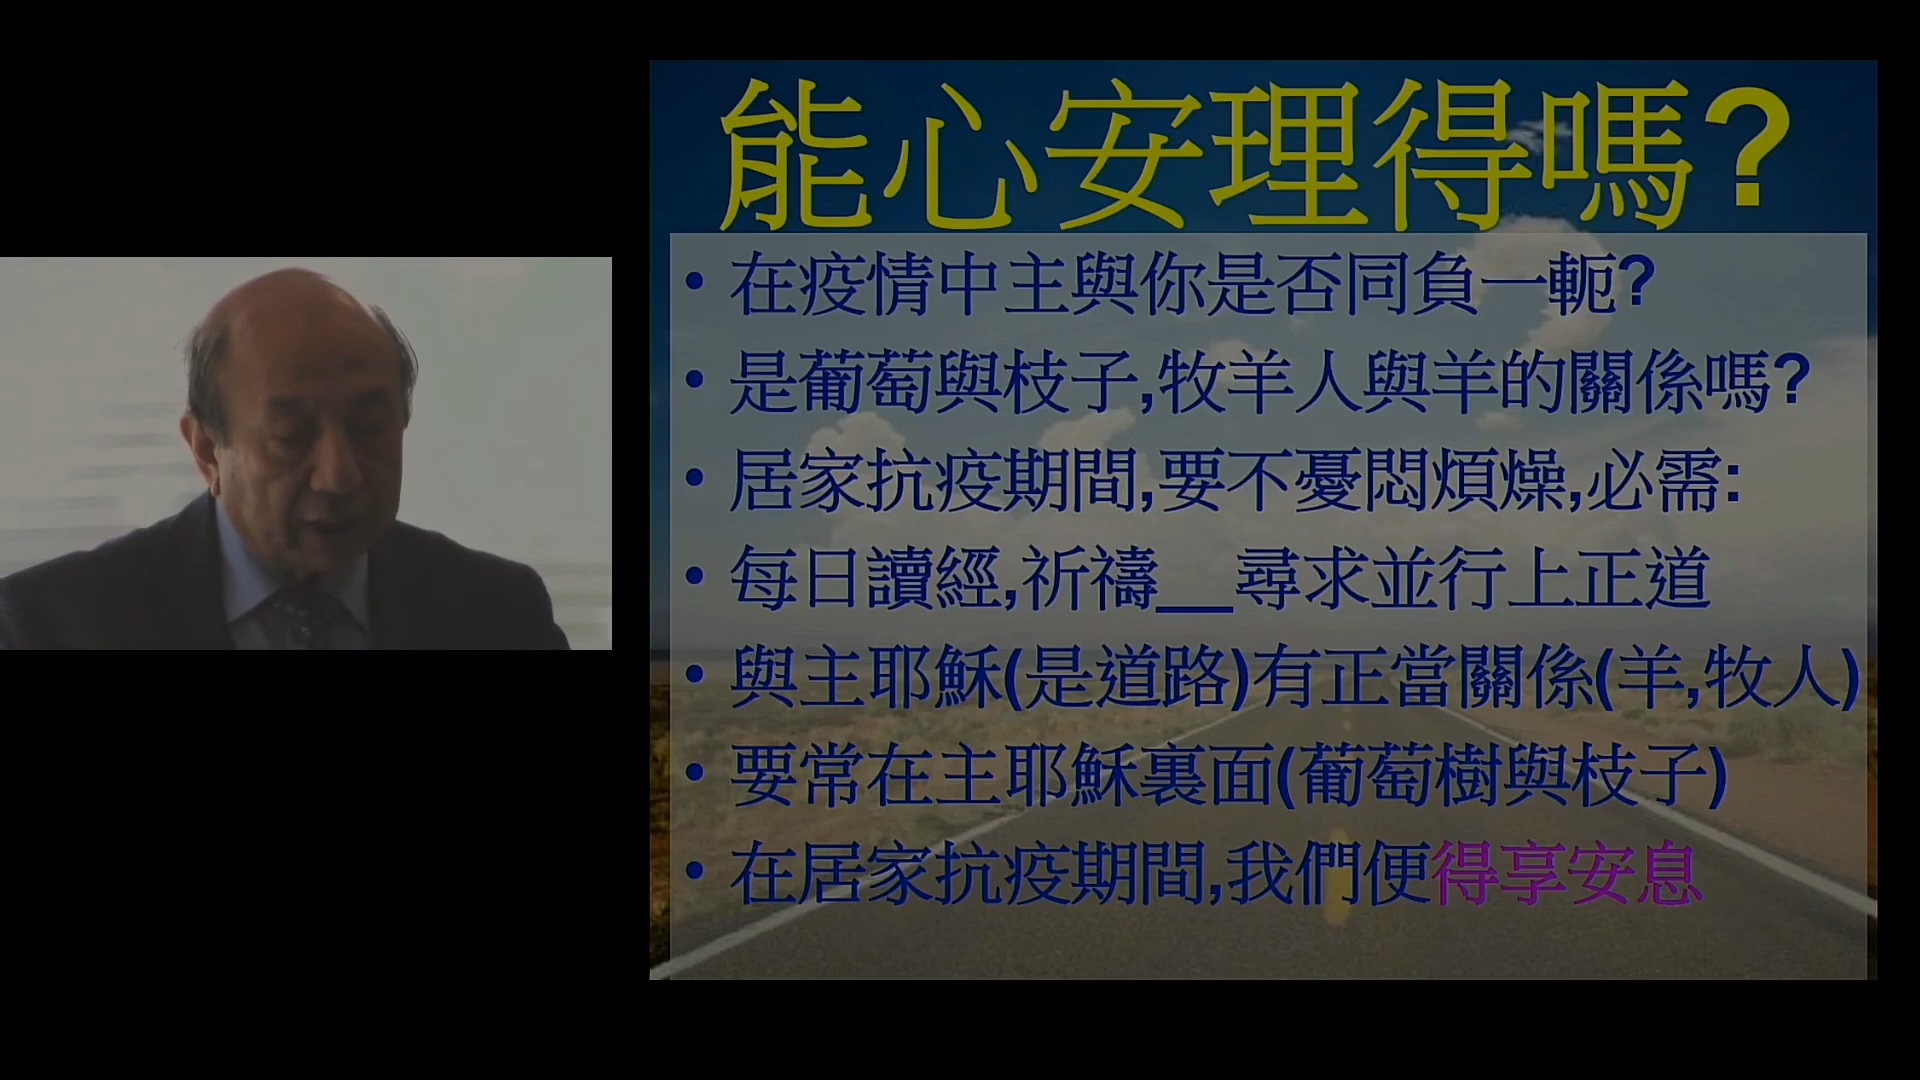 能心安理得嗎?
• 在疫情中主與你是否同負一軛?
• 是葡萄與枝子,牧羊人與羊的關係嗎?
• 居家抗疫期間,要不憂悶煩燥,必需:
• 每日讀經,祈禱__尋求並行上正道
• 與主耶穌(是道路)有正當關係(羊,牧人)
• 要常在主耶穌裏面(葡萄樹與枝子)
• 在居家抗疫期間,我們便得享安息